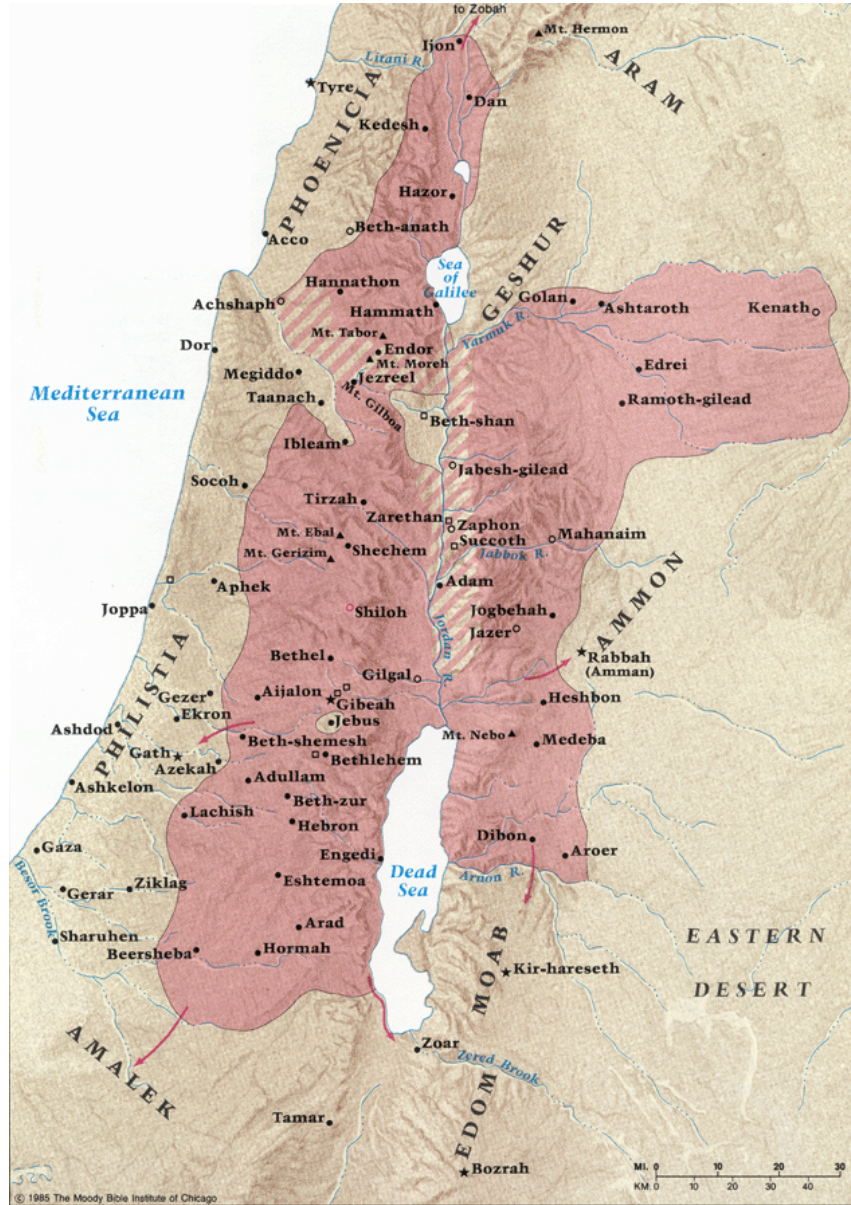 to Zobah
Mt. Hermon
Ijon
Litani R.
ARAM
Tyre
Dan
PHOENICIA
Kedesh
Hazor
Beth-anath
Acco
GESHUR
Sea
of
Galilee
Hannathon
Achshaph
Hammath
Golan
Ashtaroth
Kenath
Mt. Tabor
Yarmuk R.
Dor
Endor
Mt. Moreh
Edrei
Megiddo
Jezreel
Mediterranean
Sea
Taanach
Mt. Gilboa
Ramoth-gilead
Beth-shan
Ibleam
Jabesh-gilead
Socoh
Tirzah
Zarethan
Zaphon
Mt. Ebal
Succoth
Mahanaim
Shechem
Mt. Gerizim
Jabbok R.
Aphek
Adam
AMMON
Joppa
Shiloh
Jogbehah
Jazer
Jordan R.
Bethel
Rabbah
(Amman)
Gilgal
PHILISTIA
Gezer
Aijalon
Gibeah
Heshbon
Ekron
Jebus
Ashdod
Beth-shemesh
Mt. Nebo
Medeba
Gath
Azekah
Bethlehem
Ashkelon
Adullam
Beth-zur
Lachish
Hebron
Dibon
Gaza
Engedi
Aroer
Dead
Sea
Arnon R.
Besor Brook
Gerar
Ziklag
Eshtemoa
Arad
Sharuhen
Beersheba
Hormah
EASTERN
DESERT
MOAB
Kir-hareseth
AMALEK
Zoar
Zered Brook
EDOM
Tamar
Bozrah
MI. 0 10 20 30
KM. 0 10 20 30 40
© 1985 The Moody Bible Institute of Chicago